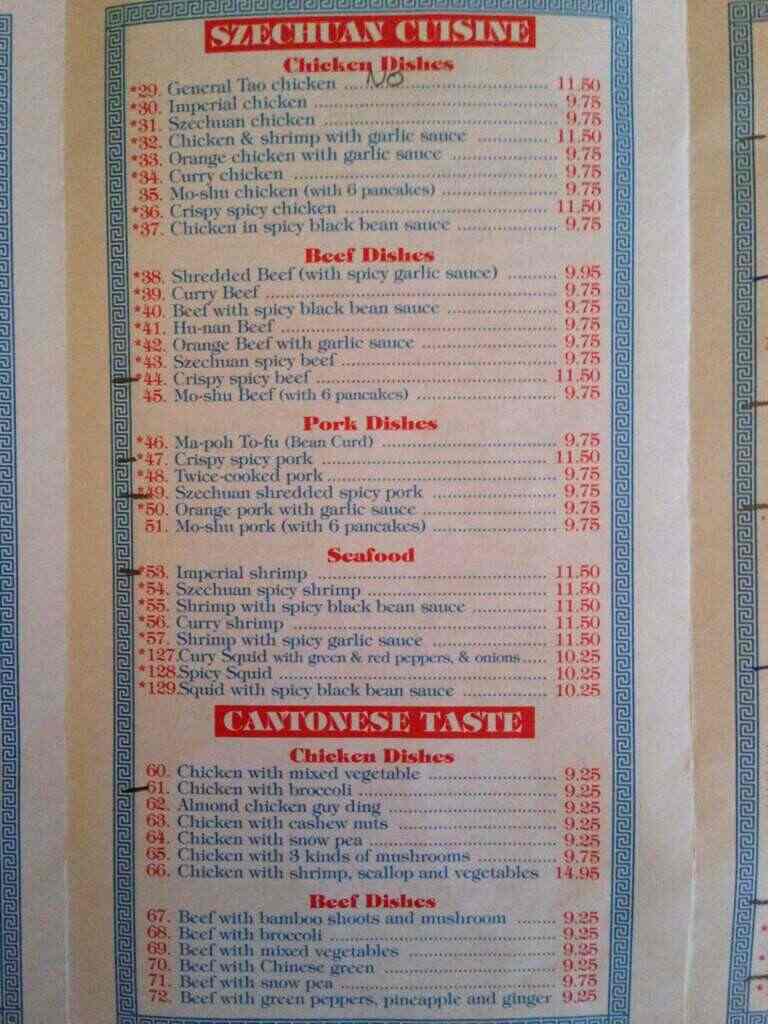 SZECHUAN CUISINE
Chicken Dishes
NO
*29. General Tao chicken ........ 11.50
*30. Imperial chicken ........ 9.75
*31. Szechuan chicken ........ 9.75
*32. Chicken & shrimp with garlic sauce ........ 11.50
*33. Orange chicken with garlic sauce ........ 9.75
*34. Curry chicken ........ 9.75
35. Mo-shu chicken (with 6 pancakes) ........ 9.75
*36. Crispy spicy chicken ........ 11.50
*37. Chicken in spicy black bean sauce ........ 9.75
Beef Dishes
*38. Shredded Beef (with spicy garlic sauce) ........ 9.95
*39. Curry Beef ........ 9.75
*40. Beef with spicy black bean sauce ........ 9.75
*41. Hu-nan Beef ........ 9.75
*42. Orange Beef with garlic sauce ........ 9.75
*43. Szechuan spicy beef ........ 9.75
*44. Crispy spicy beef ........ 11.50
45. Mo-shu Beef (with 6 pancakes) ........ 9.75
Pork Dishes
*46. Ma-poh To-fu (Bean Curd) ........ 9.75
*47. Crispy spicy pork ........ 11.50
*48. Twice-cooked pork ........ 9.75
*49. Szechuan shredded spicy pork ........ 9.75
*50. Orange pork with garlic sauce ........ 9.75
51. Mo-shu pork (with 6 pancakes) ........ 9.75
Seafood
*53. Imperial shrimp ........ 11.50
*54. Szechuan spicy shrimp ........ 11.50
*55. Shrimp with spicy black bean sauce ........ 11.50
*56. Curry shrimp ........ 11.50
*57. Shrimp with spicy garlic sauce ........ 11.50
*127. Cury Squid with green & red peppers, & onions ..... 10.25
*128. Spicy Squid ........ 10.25
*129. Squid with spicy black bean sauce ........ 10.25
CANTONESE TASTE
Chicken Dishes
60. Chicken with mixed vegetable ........ 9.25
61. Chicken with broccoli ........ 9.25
62. Almond chicken guy ding ........ 9.25
63. Chicken with cashew nuts ........ 9.25
64. Chicken with snow pea ........ 9.25
65. Chicken with 3 kinds of mushrooms ........ 9.75
66. Chicken with shrimp, scallop and vegetables 14.95
Beef Dishes
67. Beef with bamboo shoots and mushroom ........ 9.25
68. Beef with broccoli ........ 9.25
69. Beef with mixed vegetables ........ 9.25
70. Beef with Chinese green ........ 9.25
71. Beef with snow pea ........ 9.75
72. Beef with green peppers, pineapple and ginger 9.25